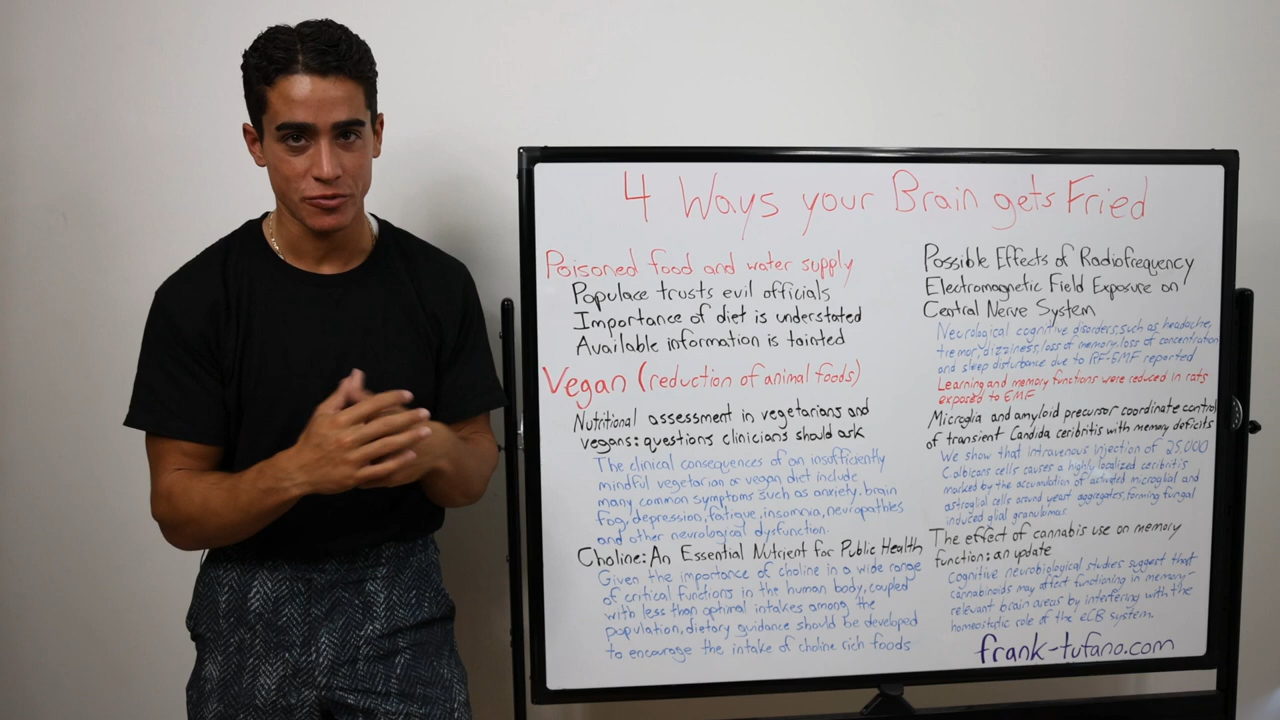 4 Ways your Brain gets Fried
Poisoned food and water supply
Populace trusts evil officials
Importance of diet is understated
Available information is tainted
Vegan (reduction of animal foods)
Nutritional assessment in vegetarians and
vegans: questions clinicians should ask
The clinical consequences of an insufficiently
mindful vegetarian or vegan diet include
many common symptoms such as anxiety, brain
fog, depression, fatigue, insomnia, neuropathies
and other neurological dysfunction.
Choline: An Essential Nutrient for Public Health
Given the importance of choline in a wide range
of critical functions in the human body, coupled
with less than optimal intakes among the
population, dietary guidance should be developed
to encourage the intake of choline rich foods
Possible Effects of Radiofrequency
Electromagnetic Field Exposure on
Central Nerve System
Neurological cognitive disorders, such as headache,
tremor, dizziness, loss of memory, loss of concentration
and sleep disturbance due to RF-EMF reported
Learning and memory functions were reduced in rats
exposed to EMF
Microglia and amyloid precursor coordinate control
of transient Candida ceribritis with memory deficits
We show that intravenous injection of 25,000
C.albicans cells causes a highly localized ceribritis
marked by the accumulation of activated microglial and
astroglial cells around yeast aggregates, forming fungal
induced glial granulomas
The effect of cannabis use on memory
function: an update
Cognitive neurobiological studies suggest that
cannabinoids may affect functioning in memory-
relevant brain areas by interfering with the
homeostatic role of the eCB system.
frank-tufano.com